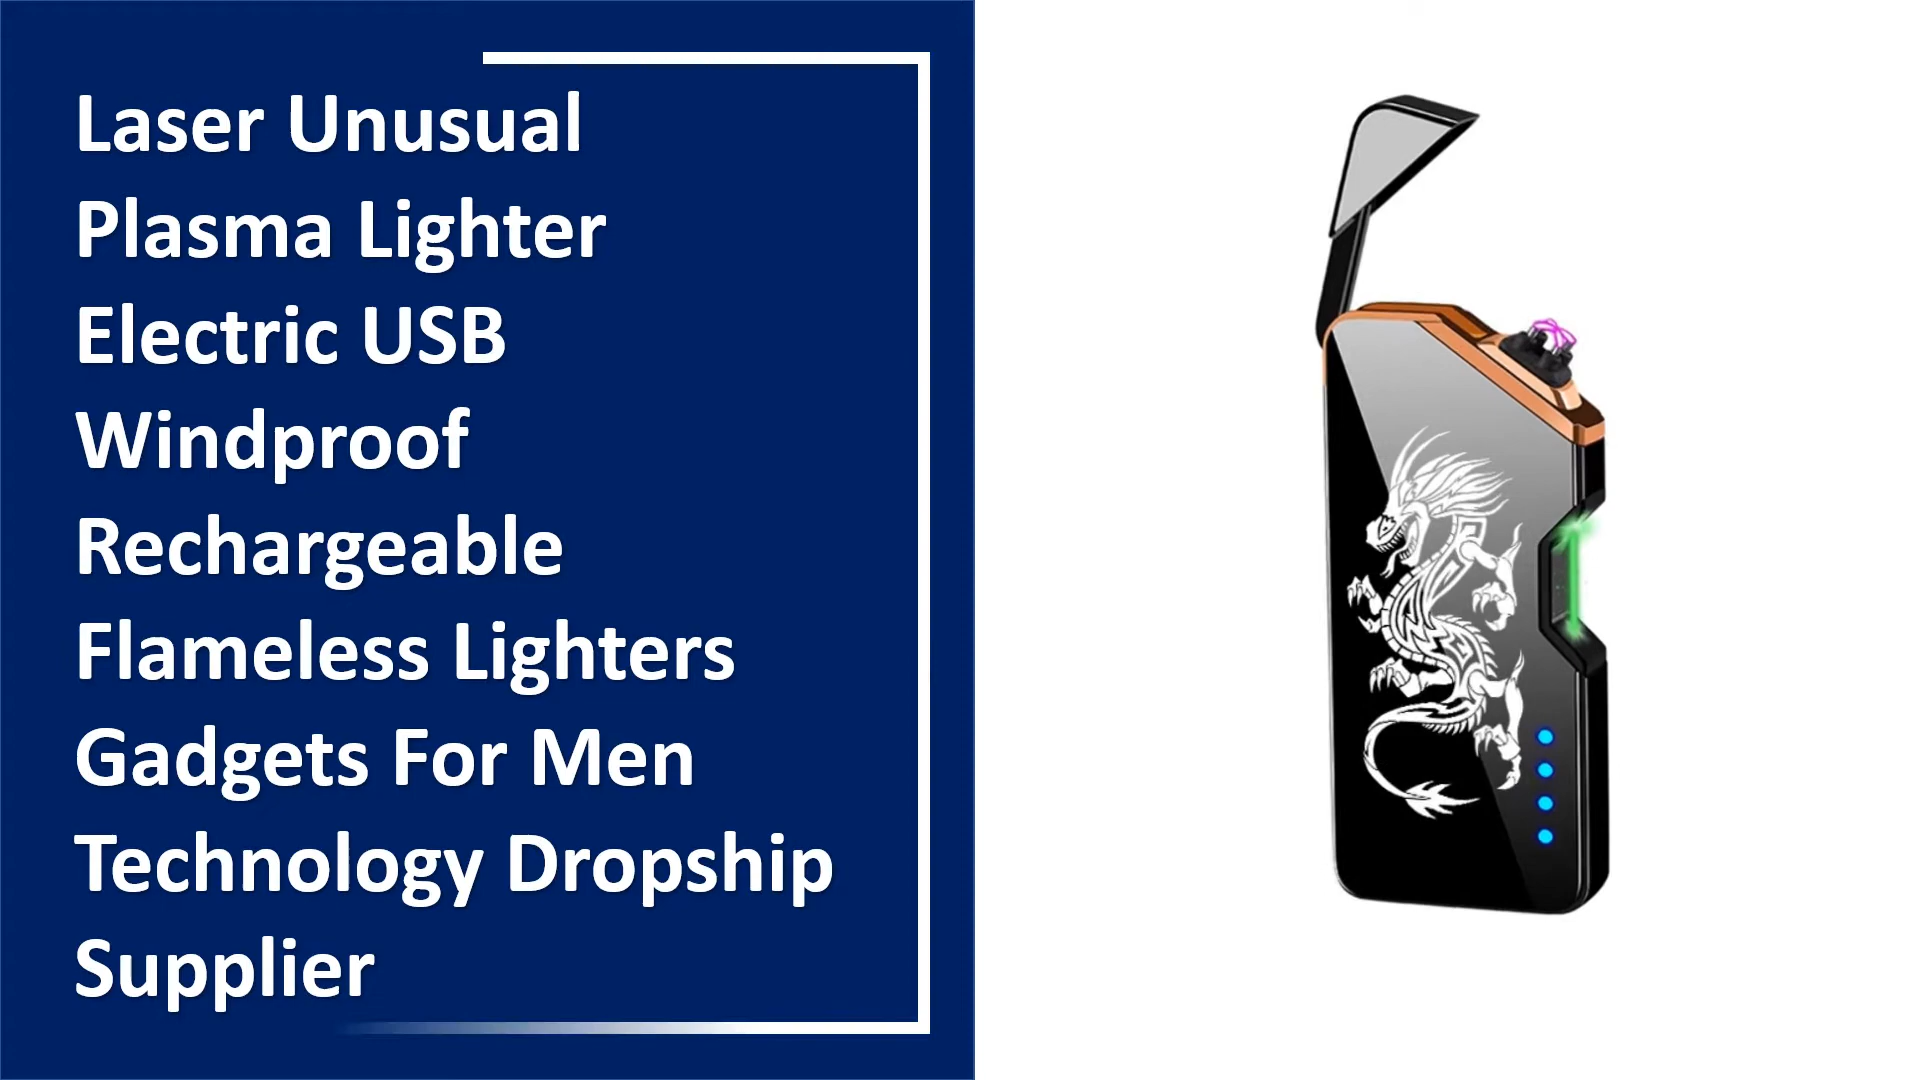 Laser Unusual
Plasma Lighter
Electric USB
Windproof
Rechargeable
Flameless Lighters
Gadgets For Men
Technology Dropship
Supplier